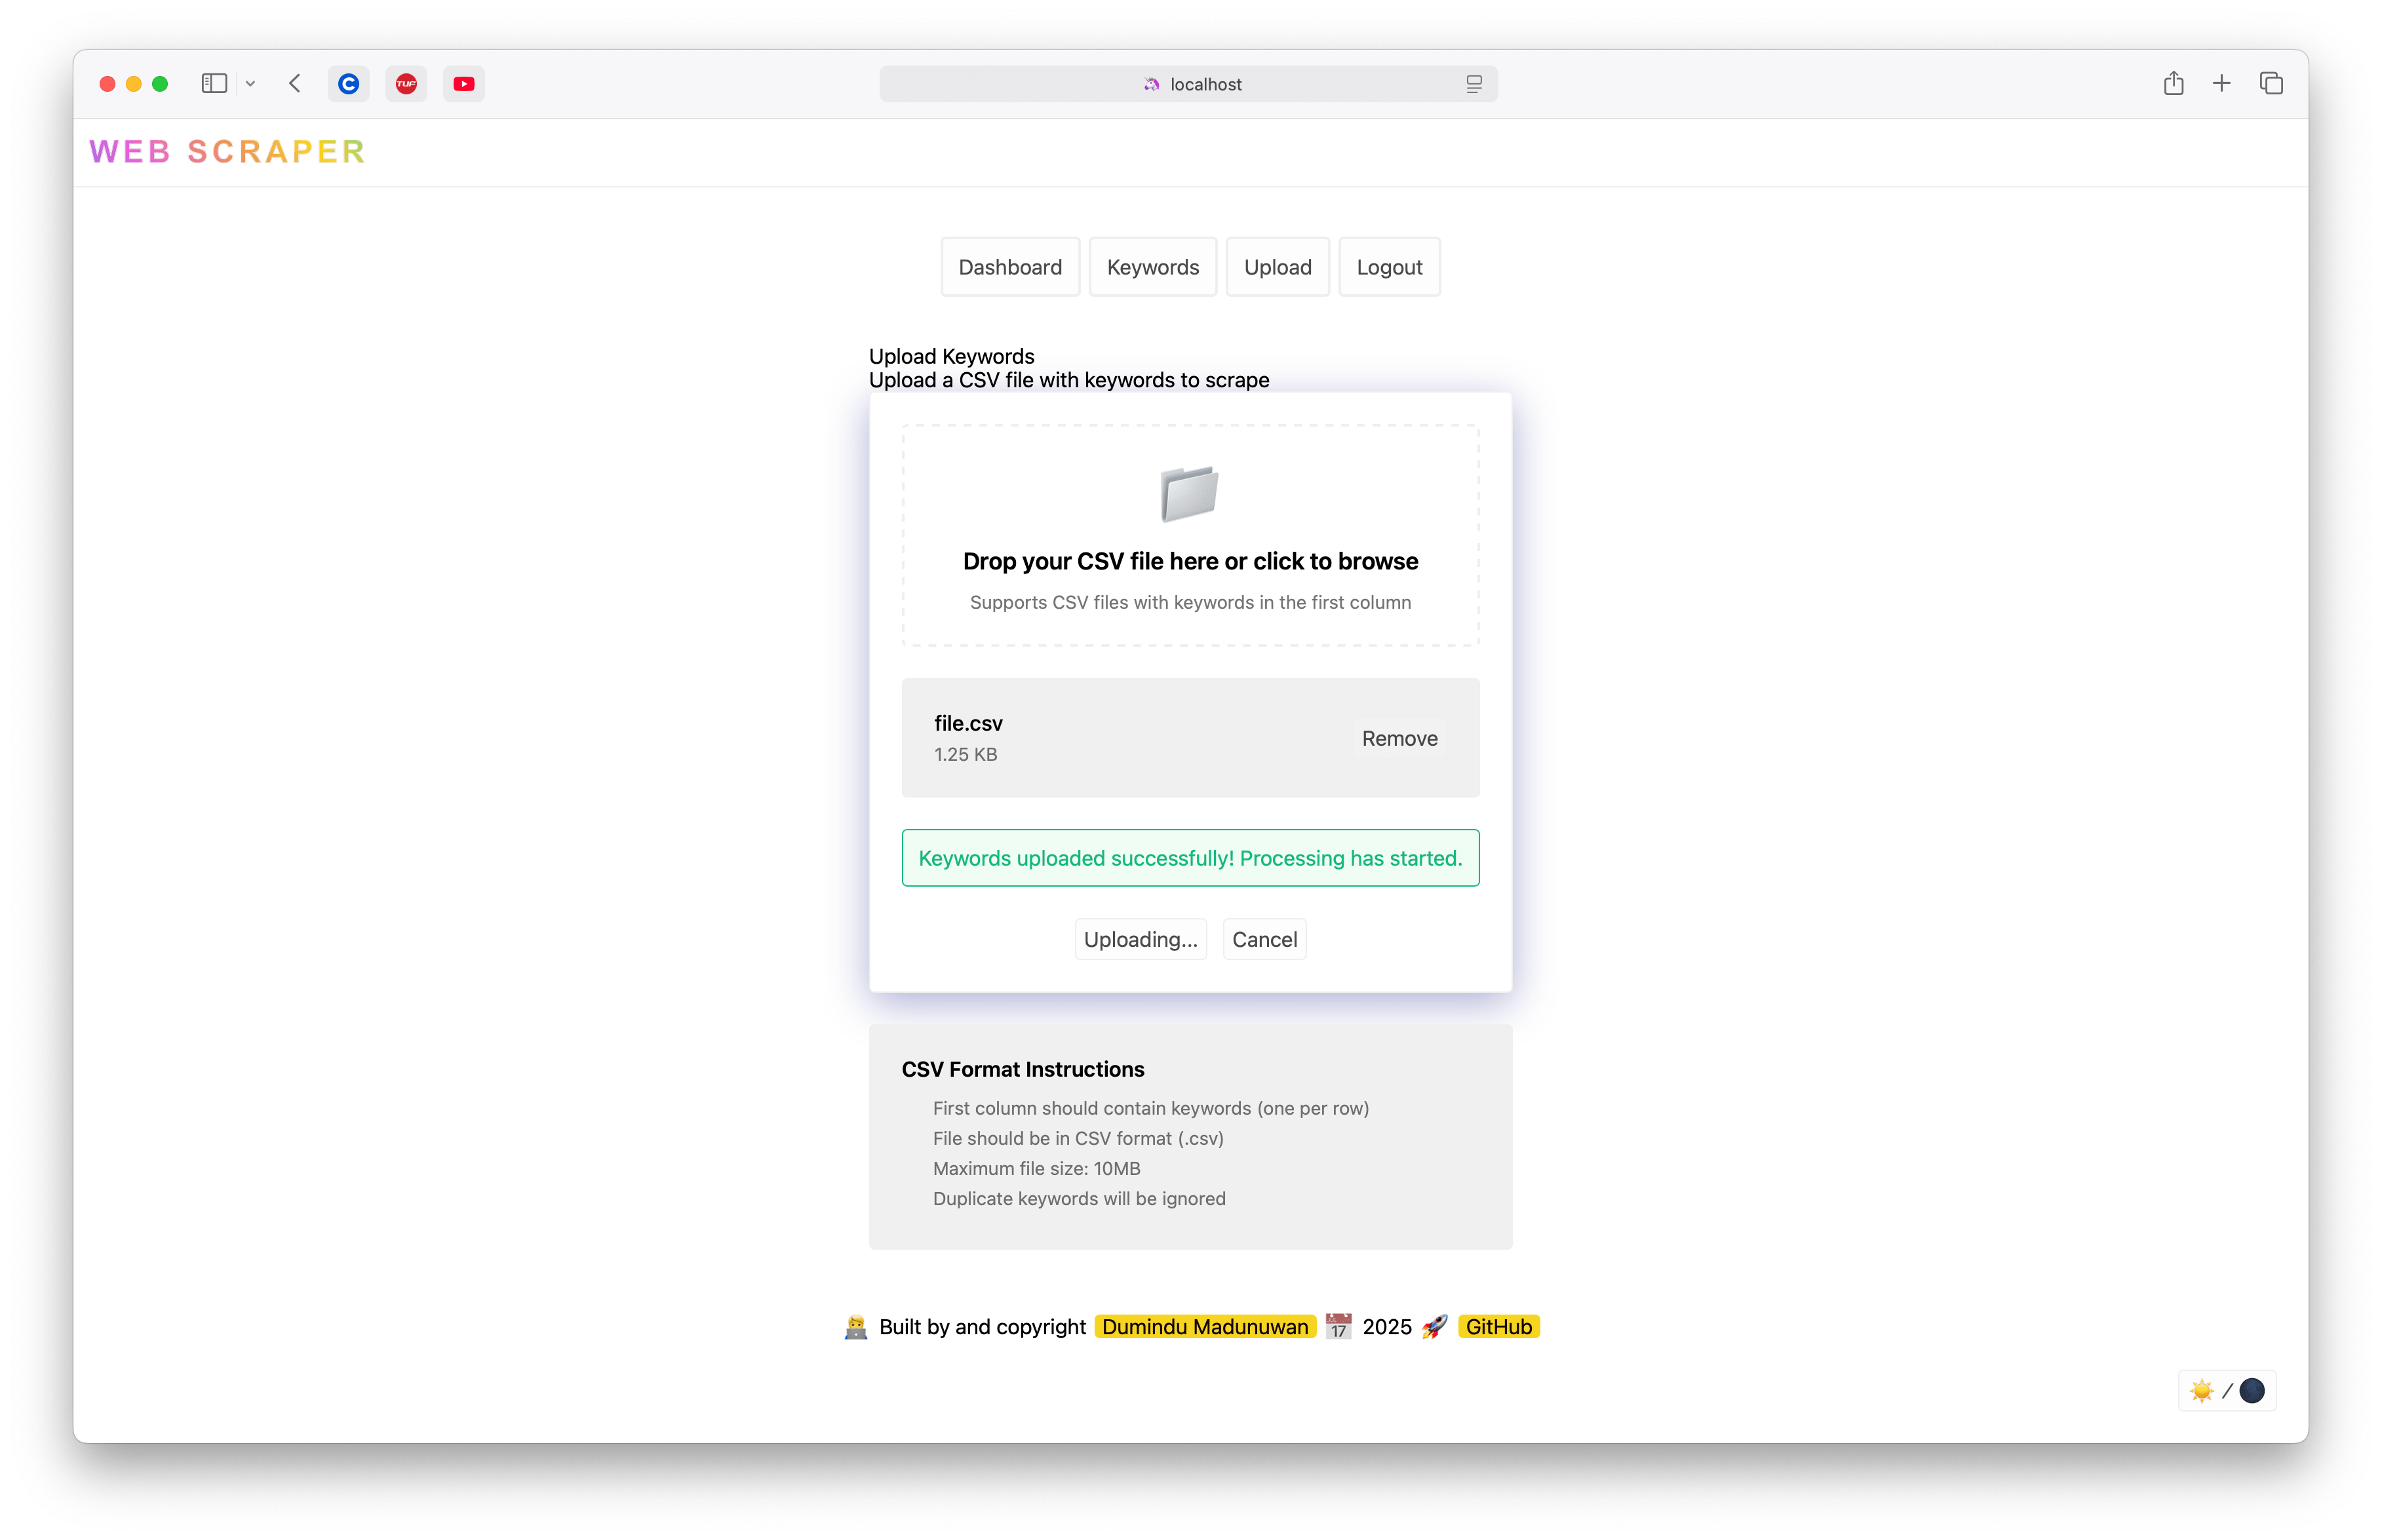 localhost
WEB SCRAPER
Dashboard Keywords Upload Logout
Upload Keywords
Upload a CSV file with keywords to scrape
Drop your CSV file here or click to browse
Supports CSV files with keywords in the first column
file.csv
1.25 KB
Remove
Keywords uploaded successfully! Processing has started.
Uploading... Cancel
CSV Format Instructions
First column should contain keywords (one per row)
File should be in CSV format (.csv)
Maximum file size: 10MB
Duplicate keywords will be ignored
👨‍💻 Built by and copyright Dumindu Madunuwan 📅 2025 🚀 GitHub
☀️ / 🌑